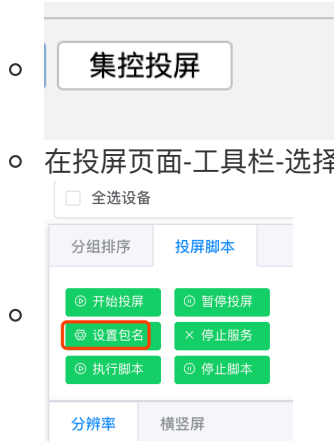 集控投屏
在投屏页面-工具栏-选择
全选设备
分组排序 投屏脚本
开始投屏 暂停投屏
设置包名 停止服务
执行脚本 停止脚本
分辨率 横竖屏